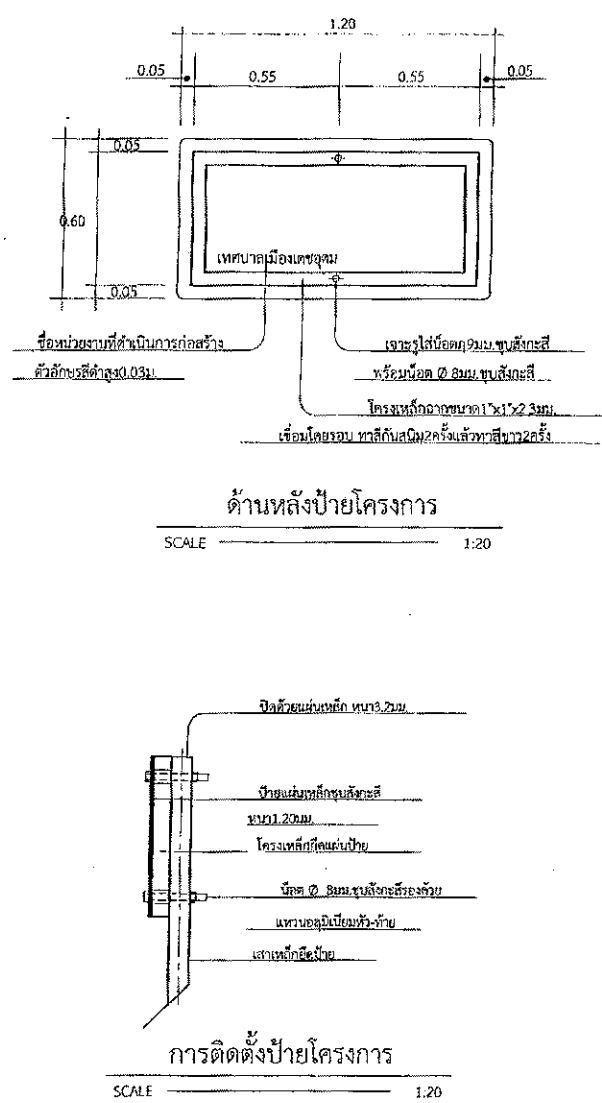 1.20
0.05 0.55 0.55 0.05
0.05
0.60
เทศบาลเมืองเดชอุดม
0.05
ชื่อหน่วยงานที่ดำเนินการก่อสร้าง
ตัวอักษรสีดำสูง0.03ม.
เจาะรูใส่น็อตฦ9มม.ชุบสังกะสี
พร้อมน็อต Ø 8มม.ชุบสังกะสี
โครงเหล็กฉากขนาด1"x1"x2.3มม.
เชื่อมโดยรอบ ทาสีกันสนิม2ครั้งแล้วทาสีขาว2ครั้ง
ด้านหลังป้ายโครงการ
SCALE 1:20
ปิดด้วยแผ่นเหล็ก หนา3.2มม.
ป้ายแผ่นเหล็กชุบสังกะสี
หนา1.20มม.
โครงเหล็กยึดแผ่นป้าย
น็อต Ø 8มม.ชุบสังกะสีรองด้วย
แหวนอลูมิเนียมหัว-ท้าย
เสาเหล็กยึดป้าย
การติดตั้งป้ายโครงการ
SCALE 1:20